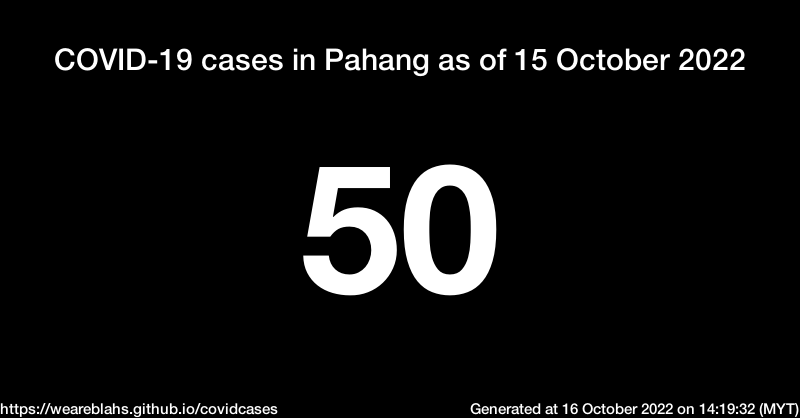 COVID-19 cases in Pahang as of 15 October 2022
50
https://weareblahs.github.io/covidcases
Generated at 16 October 2022 on 14:19:32 (MYT)